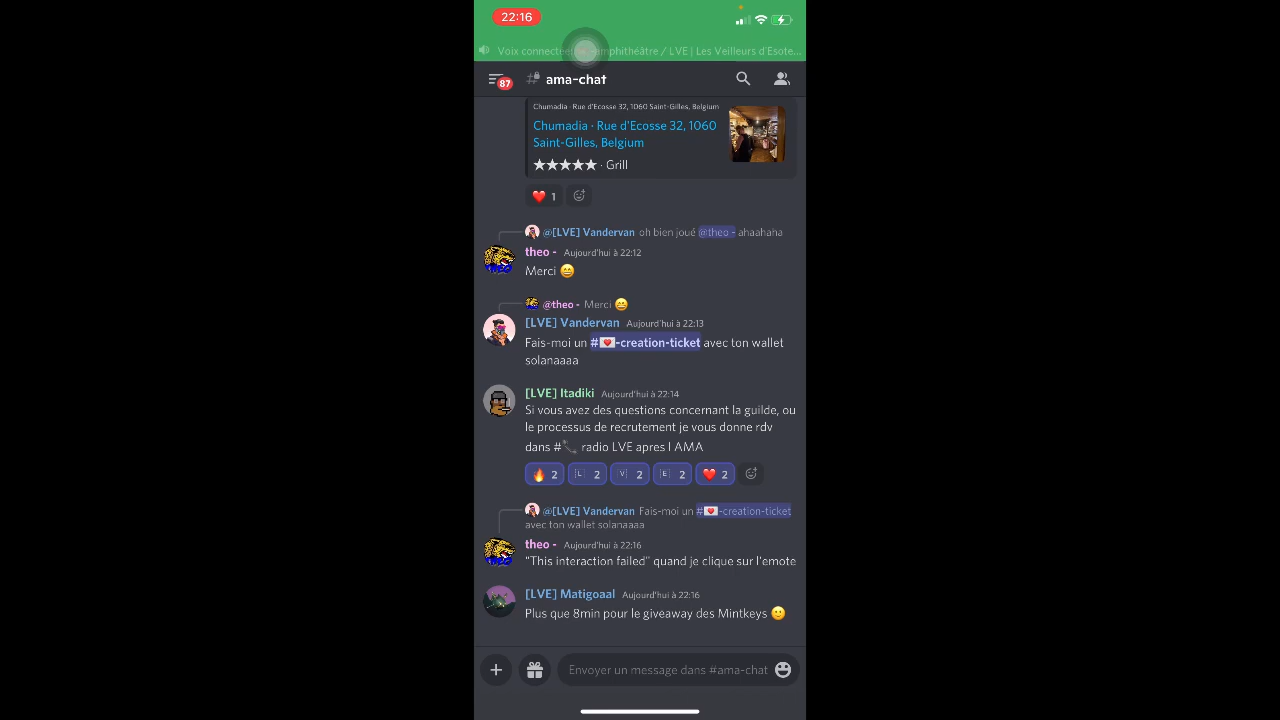 22:16
Voix connectée amphithéâtre / LVE | Les Veilleurs d'Esote...
87
ama-chat
Chumadia · Rue d'Ecosse 32, 1060 Saint-Gilles, Belgium
Chumadia · Rue d'Ecosse 32, 1060
Saint-Gilles, Belgium
★★★★★ · Grill
❤️ 1
@[LVE] Vandervan oh bien joué @theo - ahaahaha
theo - Aujourd'hui à 22:12
Merci 😄
@theo - Merci 😄
[LVE] Vandervan Aujourd'hui à 22:13
Fais-moi un #💌-creation-ticket avec ton wallet
solanaaaa
[LVE] Itadiki Aujourd'hui à 22:14
Si vous avez des questions concernant la guilde, ou
le processus de recrutement je vous donne rdv
dans #📞 radio LVE apres l AMA
🔥 2 🇱 2 🇻 2 🇪 2 ❤️ 2
@[LVE] Vandervan Fais-moi un #💌-creation-ticket
avec ton wallet solanaaaa
theo - Aujourd'hui à 22:16
"This interaction failed" quand je clique sur l'emote
[LVE] Matigoaal Aujourd'hui à 22:16
Plus que 8min pour le giveaway des Mintkeys 🙂
Envoyer un message dans #ama-chat